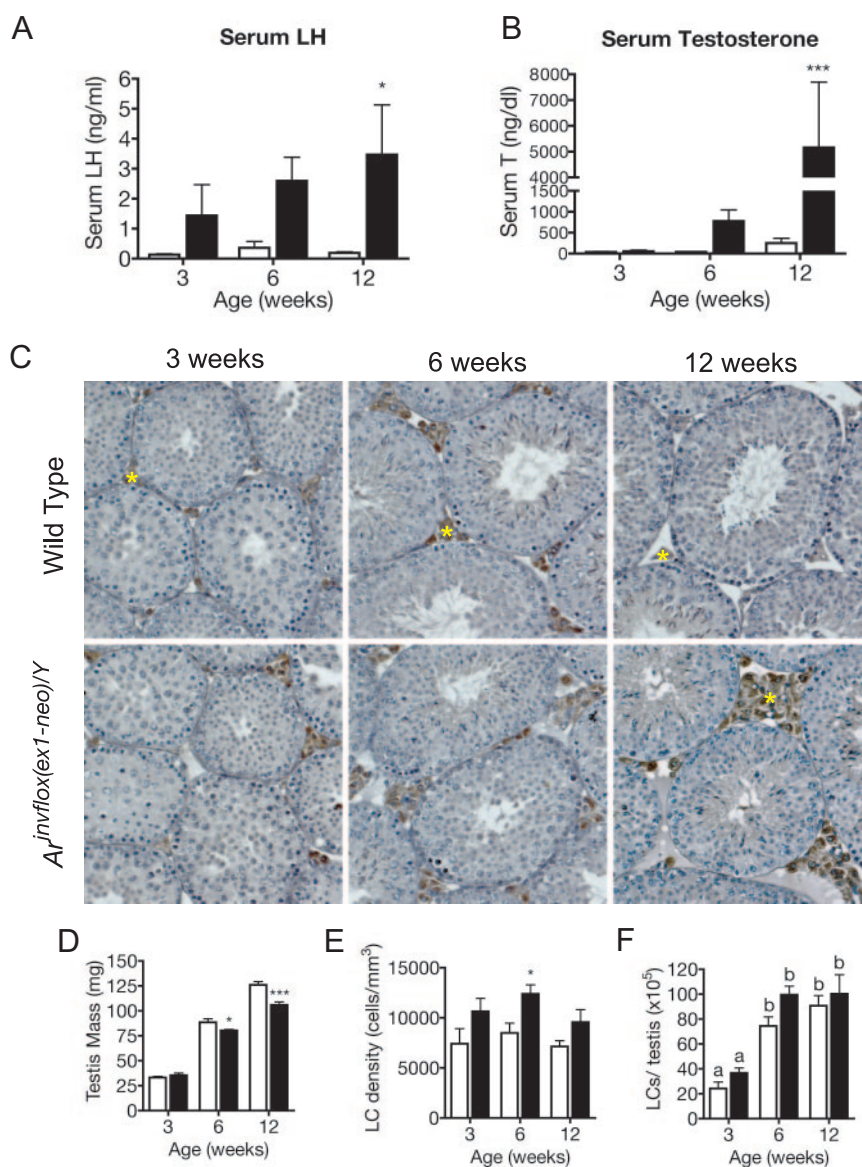 A
Serum LH
Serum LH (ng/ml)
6
5
4
3
2
1
0
*
3
6
12
Age (weeks)
B
Serum Testosterone
Serum T (ng/dl)
8000
7000
6000
5000
4000
1500
1000
500
0
***
3
6
12
Age (weeks)
C
3 weeks
6 weeks
12 weeks
Wild Type
*
*
*
Ar invflox(ex1-neo)/Y
*
D
Testis Mass (mg)
150
125
100
75
50
25
0
*
***
3
6
12
Age (weeks)
E
LC density (cells/mm³)
15000
10000
5000
0
*
3
6
12
Age (weeks)
F
LCs/ testis (x10⁵)
120
100
80
60
40
20
0
a
a
b
b
b
b
3
6
12
Age (weeks)